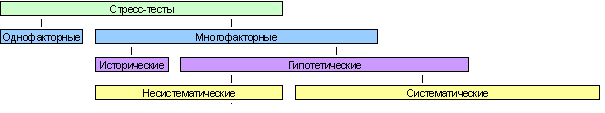 Стресс-тесты
Однофакторные
Многофакторные
Исторические
Гипотетические
Несистематические
Систематические